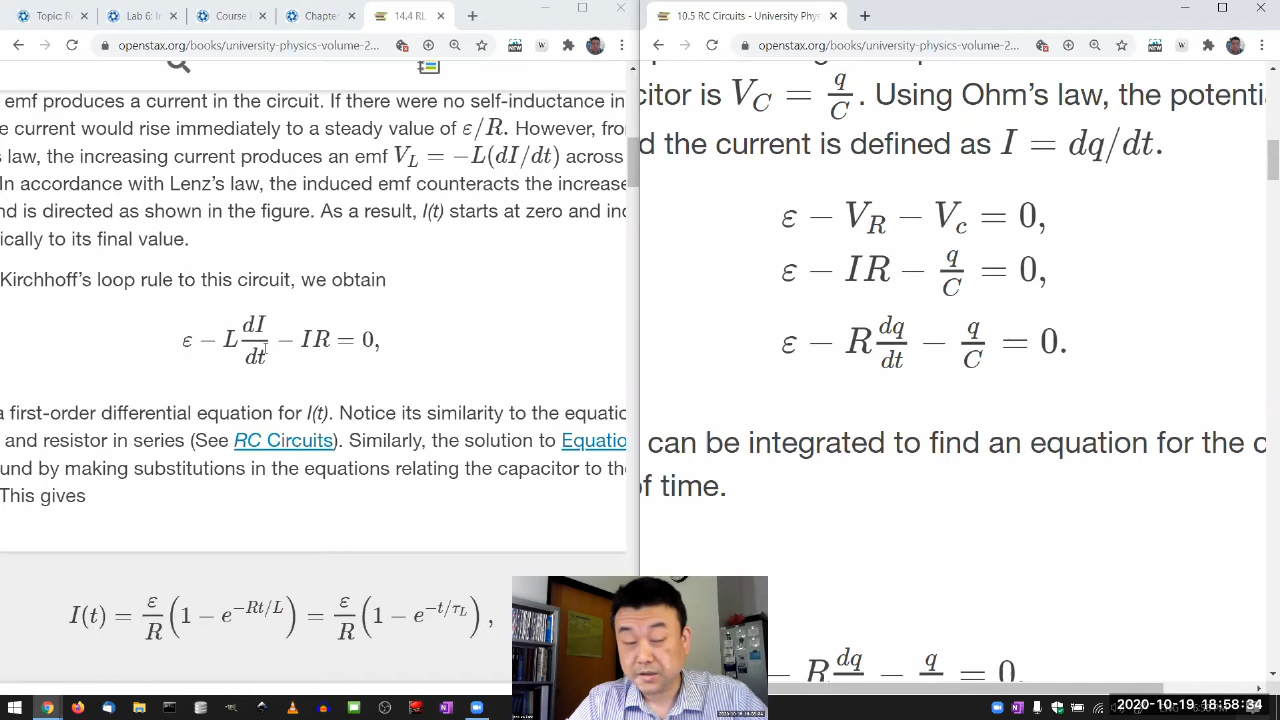 Topic: Re
Lab 6: Ir
Course
Chapter
14.4 RL
10.5 RC Circuits - University Phys
openstax.org/books/university-physics-volume-2...
openstax.org/books/university-physics-volume-2...
emf produces a current in the circuit. If there were no self-inductance in
e current would rise immediately to a steady value of ε/R. However, fro
s law, the increasing current produces an emf V_L = −L(dI/dt) across
In accordance with Lenz's law, the induced emf counteracts the increase
nd is directed as shown in the figure. As a result, I(t) starts at zero and inc
ically to its final value.
Kirchhoff's loop rule to this circuit, we obtain
ε − L dI/dt − IR = 0,
a first-order differential equation for I(t). Notice its similarity to the equatio
and resistor in series (See RC Circuits). Similarly, the solution to Equatio
und by making substitutions in the equations relating the capacitor to the
This gives
I(t) = ε/R (1 − e^{−Rt/L}) = ε/R (1 − e^{−t/τ_L}),
citor is V_C = q/C. Using Ohm's law, the potenti
d the current is defined as I = dq/dt.
ε − V_R − V_c = 0,
ε − IR − q/C = 0,
ε − R dq/dt − q/C = 0.
can be integrated to find an equation for the c
of time.
− R dq/dt − q/C = 0.
2020-10-19 18:58:34